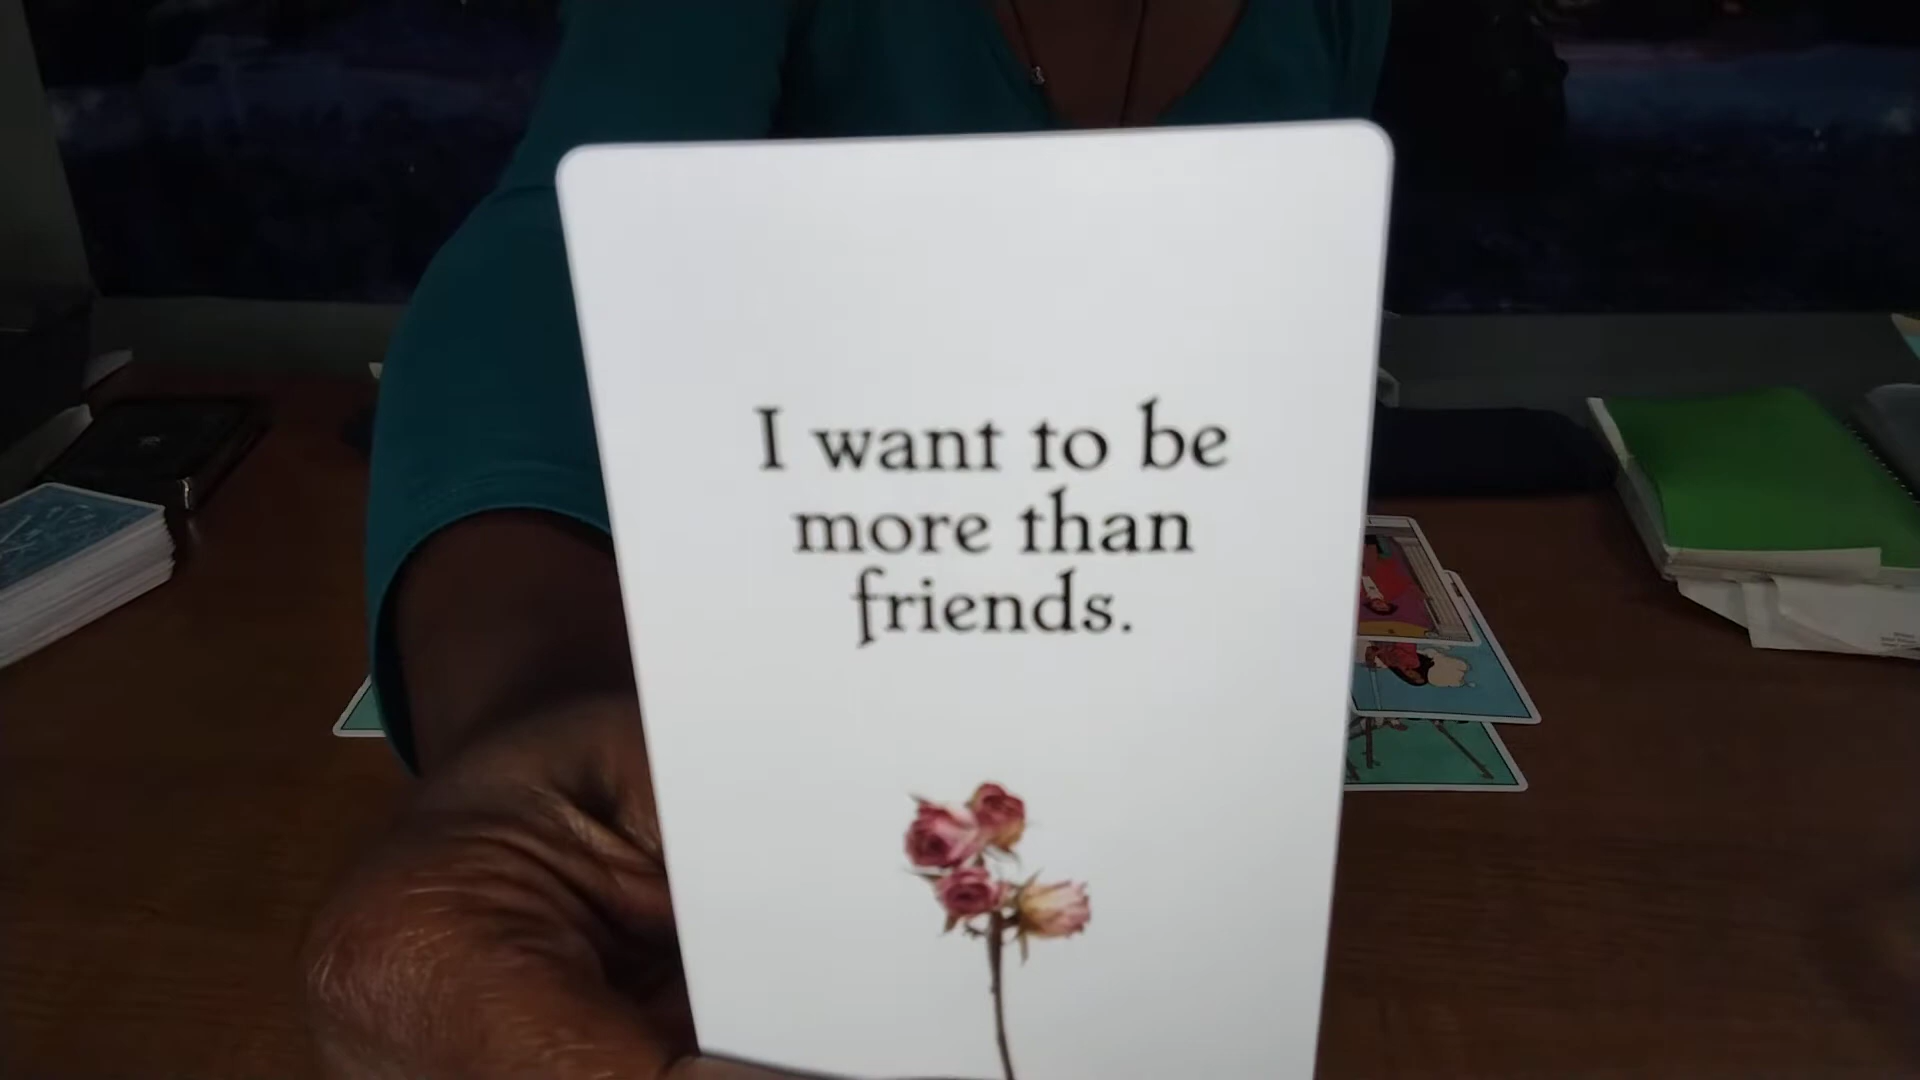 I want to be
more than
friends.